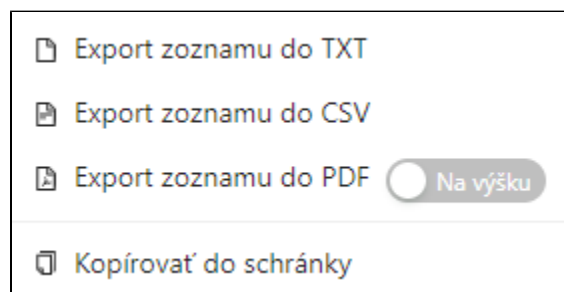 Export zoznamu do TXT
Export zoznamu do CSV
Export zoznamu do PDF Na výšku
Kopírovať do schránky